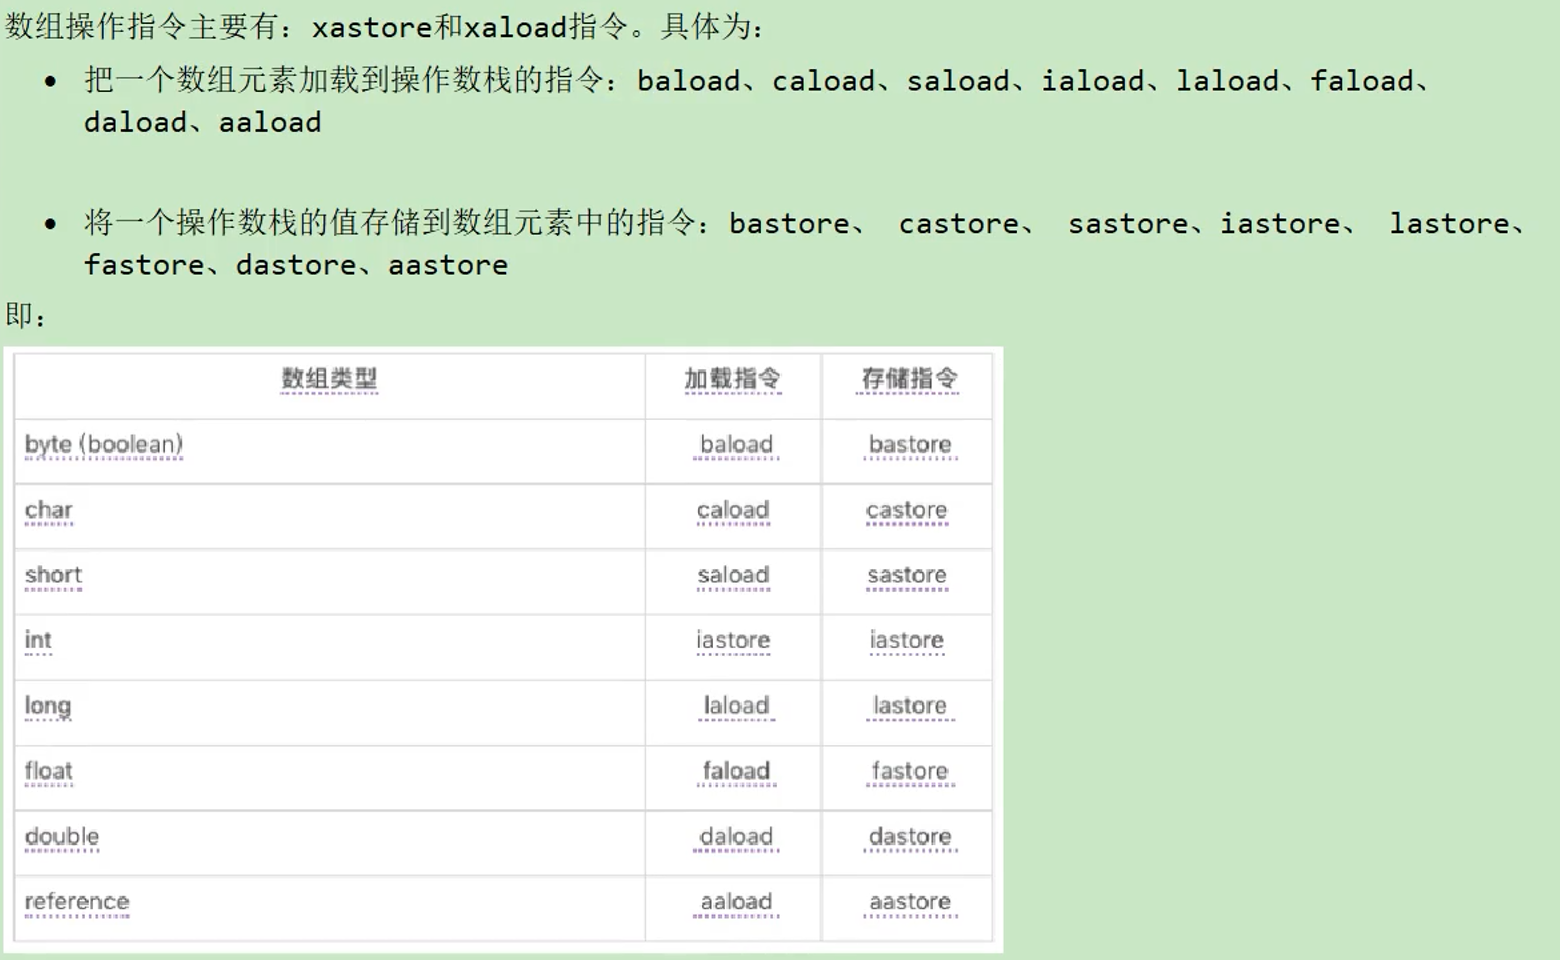 数组操作指令主要有：xastore和xaload指令。具体为：
• 把一个数组元素加载到操作数栈的指令：baload、caload、saload、iaload、laload、faload、
daload、aaload
• 将一个操作数栈的值存储到数组元素中的指令：bastore、 castore、 sastore、iastore、 lastore、
fastore、dastore、aastore
即：
数组类型 加载指令 存储指令
byte (boolean) baload bastore
char caload castore
short saload sastore
int iastore iastore
long laload lastore
float faload fastore
double daload dastore
reference aaload aastore